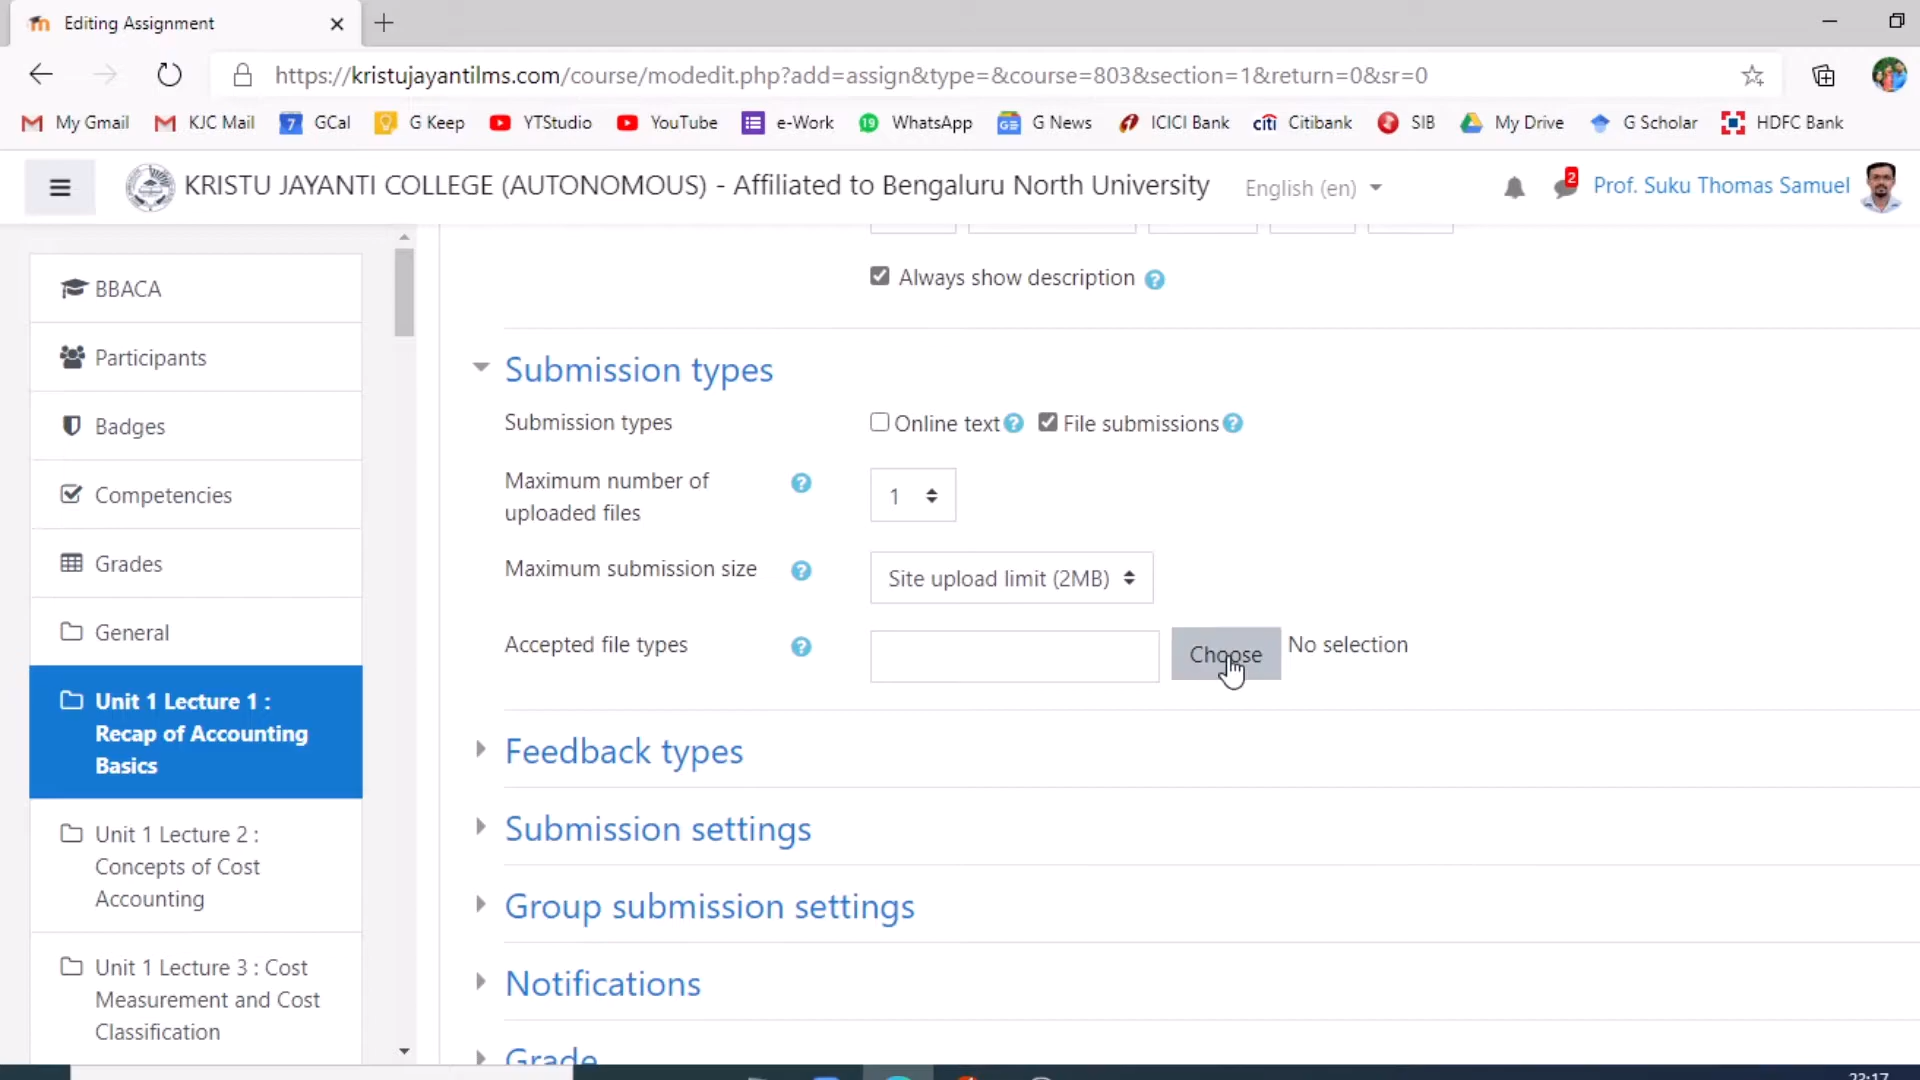 Editing Assignment
https://kristujayantilms.com/course/modedit.php?add=assign&type=&course=803&section=1&return=0&sr=0
My Gmail KJC Mail 7 GCal G Keep YTStudio YouTube e-Work 19 WhatsApp G News ICICI Bank citi Citibank SIB My Drive G Scholar HDFC Bank
KRISTU JAYANTI COLLEGE (AUTONOMOUS) - Affiliated to Bengaluru North University English (en) 2 Prof. Suku Thomas Samuel
BBACA
Participants
Badges
Competencies
Grades
General
Unit 1 Lecture 1 :
Recap of Accounting
Basics
Unit 1 Lecture 2 :
Concepts of Cost
Accounting
Unit 1 Lecture 3 : Cost
Measurement and Cost
Classification
Always show description
Submission types
Submission types Online text File submissions
Maximum number of
uploaded files
1
Maximum submission size Site upload limit (2MB)
Accepted file types Choose No selection
Feedback types
Submission settings
Group submission settings
Notifications
Grade
23:17